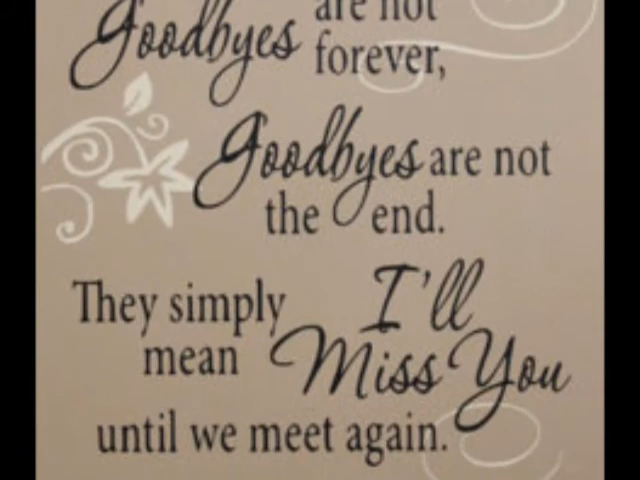 Goodbyes are not
forever,
Goodbyes are not
the end.
They simply I'll
mean Miss You
until we meet again.